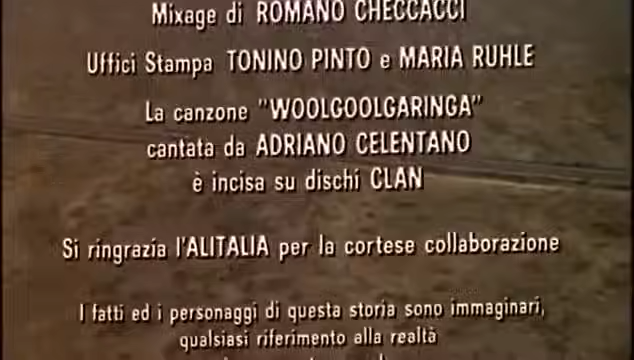 Mixage di ROMANO CHECCACCI
Uffici Stampa TONINO PINTO e MARIA RUHLE
La canzone "WOOLGOOLGARINGA"
cantata da ADRIANO CELENTANO
è incisa su dischi CLAN
Si ringrazia l'ALITALIA per la cortese collaborazione
I fatti ed i personaggi di questa storia sono immaginari,
qualsiasi riferimento alla realtà